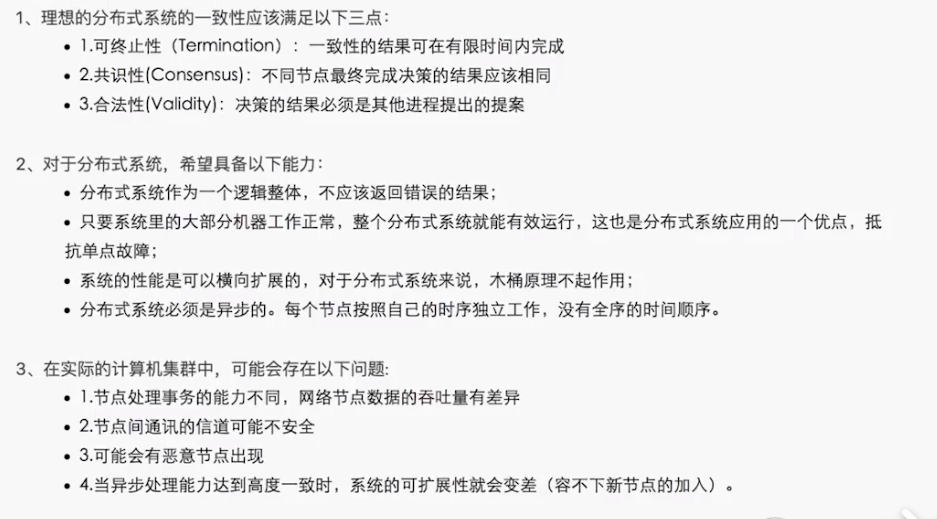 1、理想的分布式系统的一致性应该满足以下三点：
• 1.可终止性（Termination）：一致性的结果可在有限时间内完成
• 2.共识性(Consensus)：不同节点最终完成决策的结果应该相同
• 3.合法性(Validity)：决策的结果必须是其他进程提出的提案
2、对于分布式系统，希望具备以下能力：
• 分布式系统作为一个逻辑整体，不应该返回错误的结果；
• 只要系统里的大部分机器工作正常，整个分布式系统就能有效运行，这也是分布式系统应用的一个优点，抵
抗单点故障；
• 系统的性能是可以横向扩展的，对于分布式系统来说，木桶原理不起作用；
• 分布式系统必须是异步的。每个节点按照自己的时序独立工作，没有全序的时间顺序。
3、在实际的计算机集群中，可能会存在以下问题:
• 1.节点处理事务的能力不同，网络节点数据的吞吐量有差异
• 2.节点间通讯的信道可能不安全
• 3.可能会有恶意节点出现
• 4.当异步处理能力达到高度一致时，系统的可扩展性就会变差（容不下新节点的加入）。